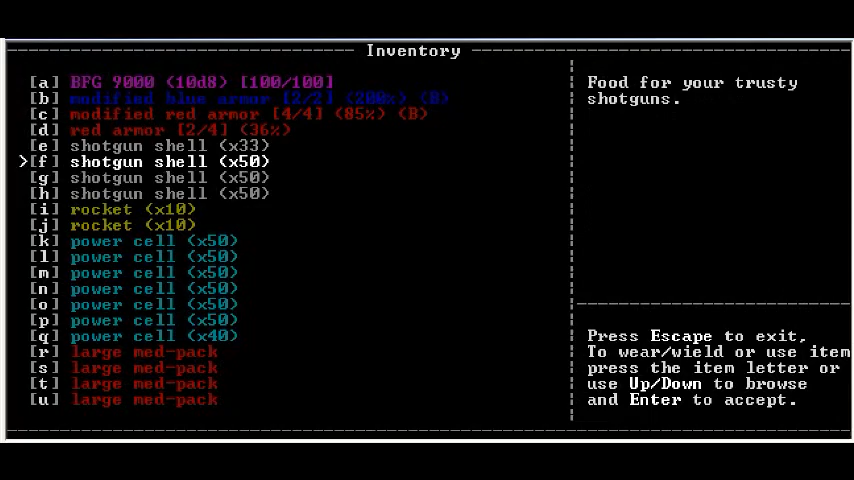 Inventory
[a] BFG 9000 (10d8) [100/100]
[b] modified blue armor [2/2] (200%) (B)
[c] modified red armor [4/4] (85%) (B)
[d] red armor [2/4] (36%)
[e] shotgun shell (x33)
>[f] shotgun shell (x50)
[g] shotgun shell (x50)
[h] shotgun shell (x50)
[i] rocket (x10)
[j] rocket (x10)
[k] power cell (x50)
[l] power cell (x50)
[m] power cell (x50)
[n] power cell (x50)
[o] power cell (x50)
[p] power cell (x50)
[q] power cell (x40)
[r] large med-pack
[s] large med-pack
[t] large med-pack
[u] large med-pack
Food for your trusty
shotguns.
Press Escape to exit,
To wear/wield or use item
press the item letter or
use Up/Down to browse
and Enter to accept.